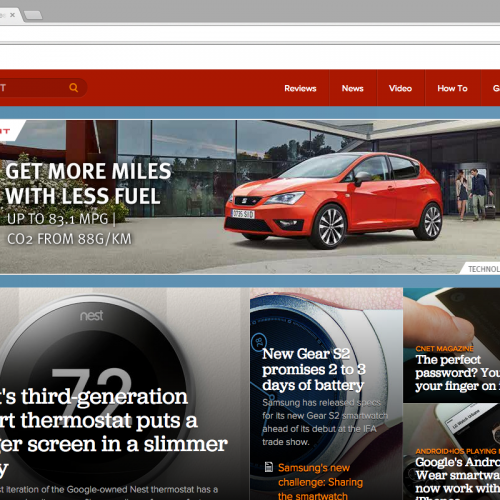 Reviews
News
Video
How To
G
GET MORE MILES
WITH LESS FUEL
UP TO 83.1 MPG |
CO2 FROM 88G/KM
TECHNOL
nest
72
's third-generation
rt thermostat puts a
ger screen in a slimmer
y
st iteration of the Google-owned Nest thermostat has a
New Gear S2
promises 2 to 3
days of battery
Samsung has released specs
for its new Gear S2 smartwatch
ahead of its debut at the IFA
trade show.
Samsung's new
challenge: Sharing
the smartwatch
CNET MAGAZINE
The perfect
password? You
your finger on i
ANDROID-IOS PLAYING N
Google's Andro
Wear smartwa
now work with